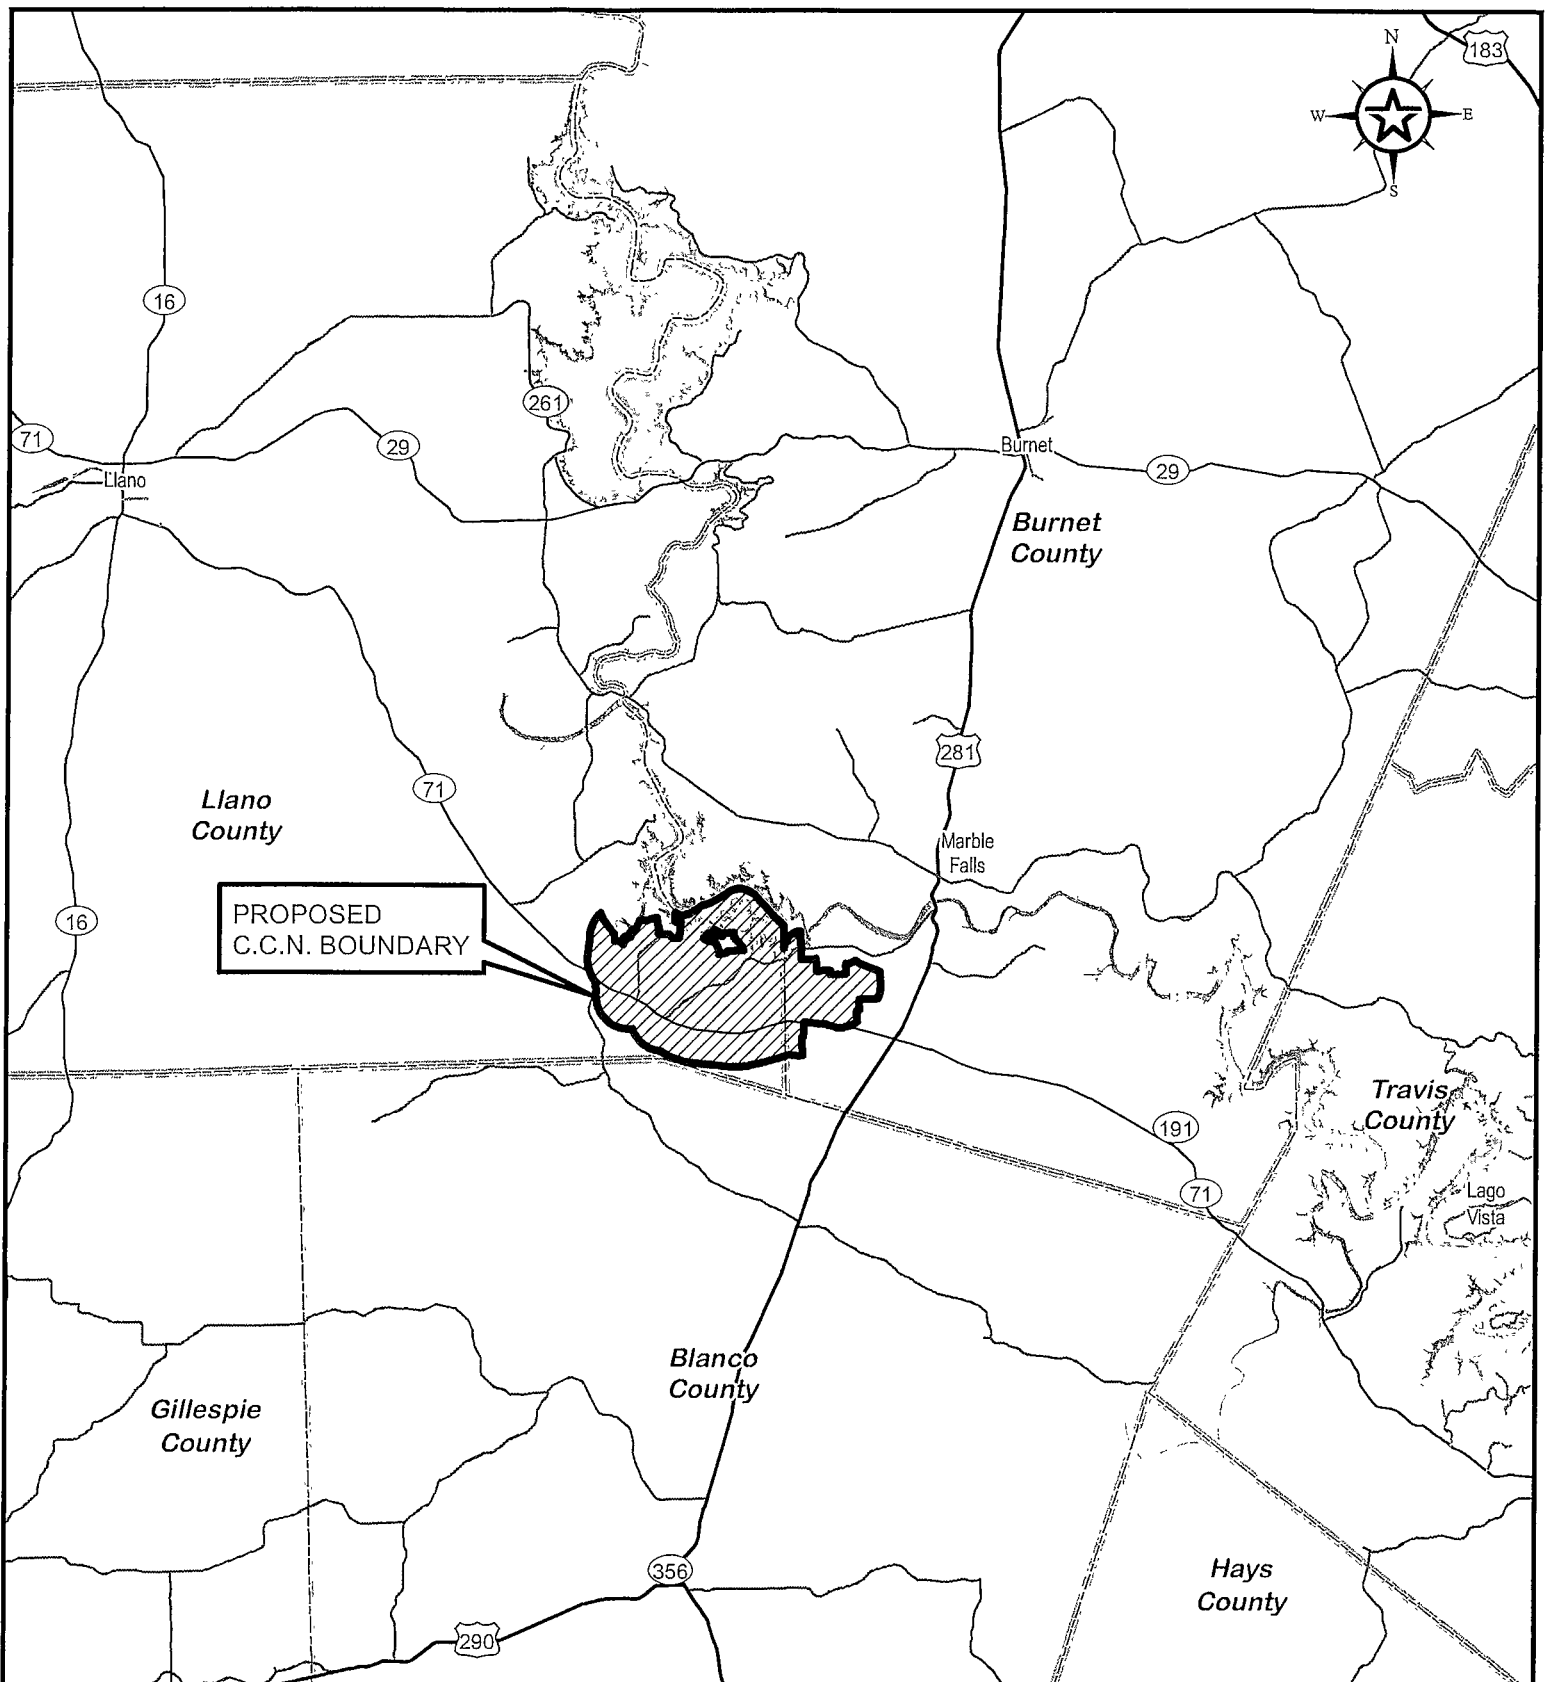 N
183
W
E
S
16
261
71
29
Llano
Burnet
29
Burnet
County
281
71
Llano
County
Marble
Falls
PROPOSED
C.C.N. BOUNDARY
16
Travis
County
191
71
Lago
Vista
Blanco
County
Gillespie
County
356
Hays
County
290